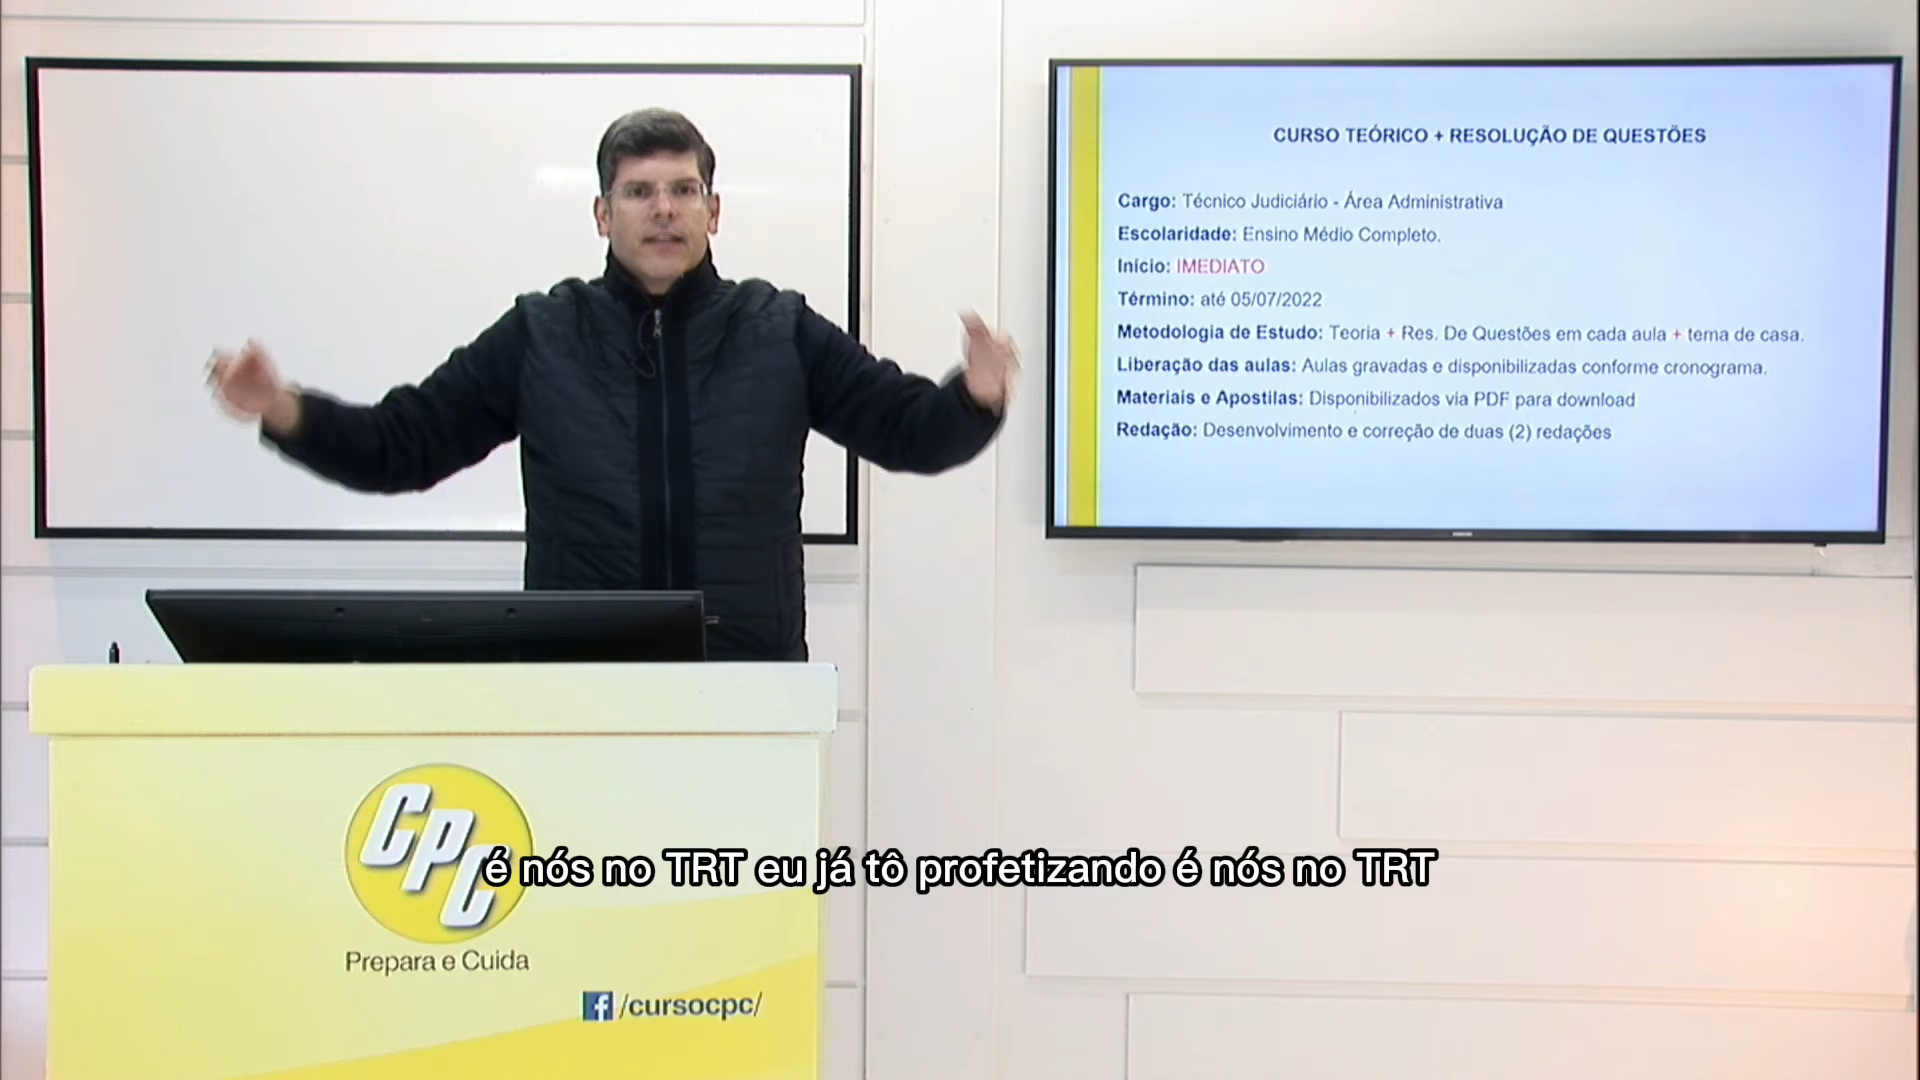 CURSO TEÓRICO + RESOLUÇÃO DE QUESTÕES
Cargo: Técnico Judiciário - Área Administrativa
Escolaridade: Ensino Médio Completo.
Início: IMEDIATO
Término: até 05/07/2022
Metodologia de Estudo: Teoria + Res. De Questões em cada aula + tema de casa.
Liberação das aulas: Aulas gravadas e disponibilizadas conforme cronograma.
Materiais e Apostilas: Disponibilizados via PDF para download
Redação: Desenvolvimento e correção de duas (2) redações
é nós no TRT eu já tô profetizando é nós no TRT
CPC
Prepara e Cuida
f/cursocpc/